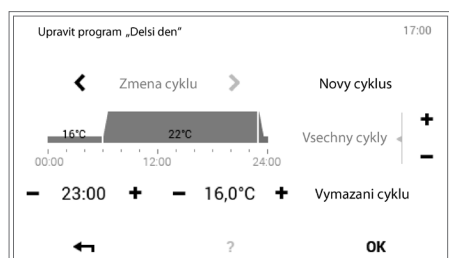 Upravit program „Delsi den" 17:00
Zmena cyklu
Novy cyklus
16°C 22°C
Vsechny cykly
00:00 12:00 24:00
− 23:00 + − 16,0°C + Vymazani cyklu
? OK